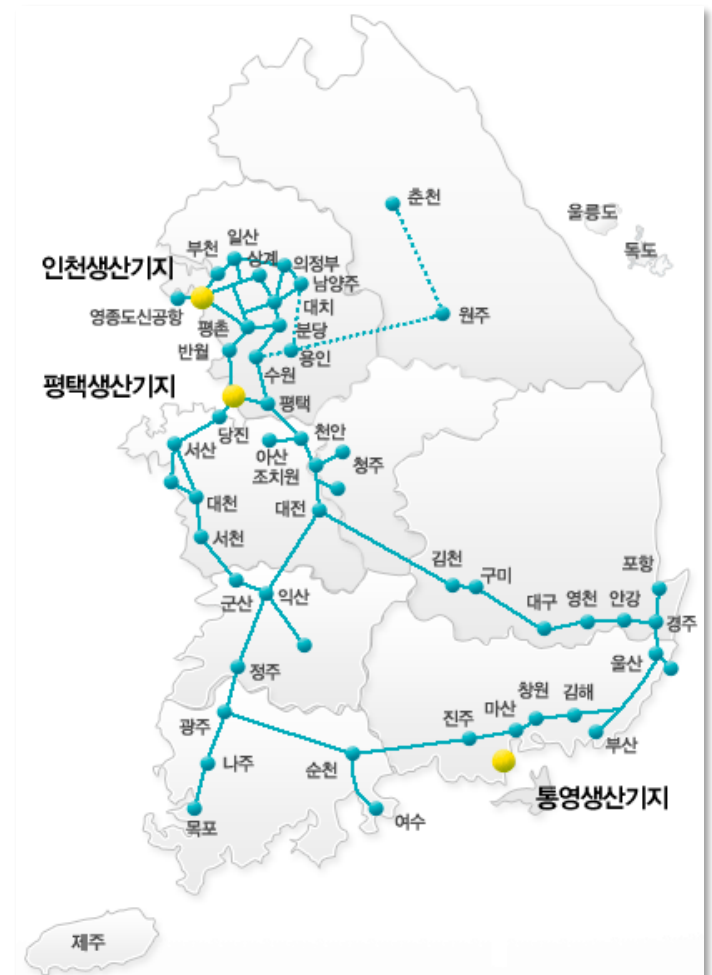 춘천
울릉도
독도
일산
부천
상계
의정부
인천생산기지
남양주
영종도신공항
대치
원주
평촌
분당
반월
용인
수원
평택생산기지
평택
당진
천안
서산
아산
청주
조치원
대천
대전
서천
김천
포항
구미
군산
익산
대구
영천
안강
경주
울산
정주
창원
김해
마산
진주
광주
부산
나주
순천
통영생산기지
목포
여수
제주